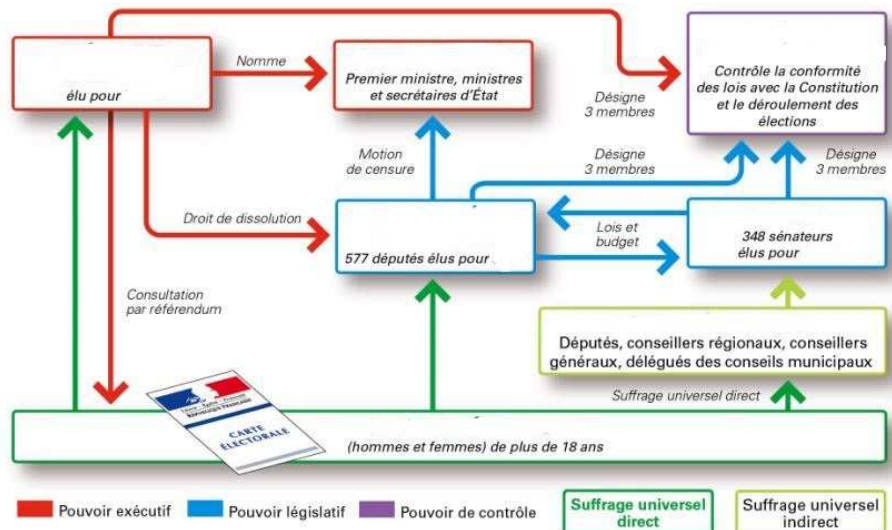 Nomme
élu pour
Premier ministre, ministres
et secrétaires d'État
Désigne
3 membres
Contrôle la conformité
des lois avec la Constitution
et le déroulement des
élections
Motion
de censure
Désigne
3 membres
Désigne
3 membres
Droit de dissolution
577 députés élus pour
Lois et
budget
348 sénateurs
élus pour
Consultation
par référendum
Députés, conseillers régionaux, conseillers
généraux, délégués des conseils municipaux
Suffrage universel direct
RÉPUBLIQUE FRANÇAISE
CARTE
ÉLECTORALE
(hommes et femmes) de plus de 18 ans
Pouvoir exécutif
Pouvoir législatif
Pouvoir de contrôle
Suffrage universel
direct
Suffrage universel
indirect